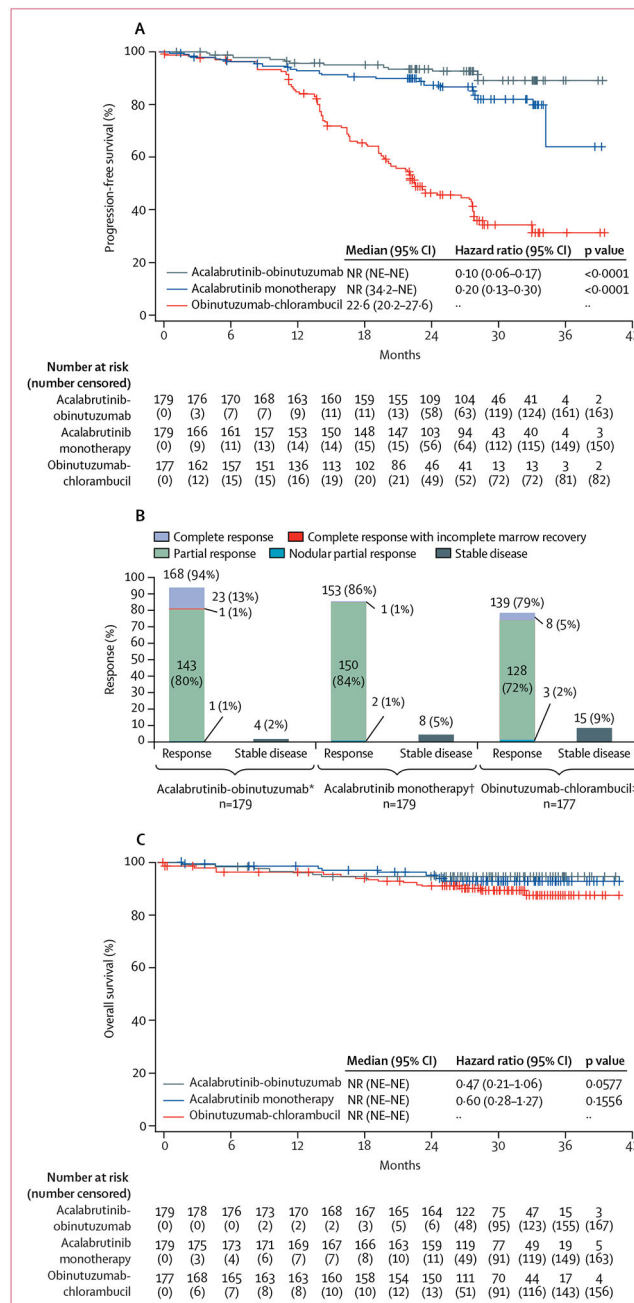 A
100
80
60
40
20
0
Progression-free survival (%)
Median (95% CI) Hazard ratio (95% CI) p value
Acalabrutinib-obinutuzumab NR (NE–NE) 0·10 (0·06–0·17) <0·0001
Acalabrutinib monotherapy NR (34·2–NE) 0·20 (0·13–0·30) <0·0001
Obinutuzumab-chlorambucil 22·6 (20·2–27·6) ·· ··
0 6 12 18 24 30 36 42
Months
Number at risk
(number censored)
Acalabrutinib- 179 176 170 168 163 160 159 155 109 104 46 41 4 2
obinutuzumab (0) (3) (7) (7) (9) (11) (11) (13) (58) (63) (119) (124) (161) (163)
Acalabrutinib 179 166 161 157 153 150 148 147 103 94 43 40 4 3
monotherapy (0) (9) (11) (13) (14) (14) (15) (15) (56) (64) (112) (115) (149) (150)
Obinutuzumab- 177 162 157 151 136 113 102 86 46 41 13 13 3 2
chlorambucil (0) (12) (15) (15) (16) (19) (20) (21) (49) (52) (72) (72) (81) (82)
B
Complete response Complete response with incomplete marrow recovery
Partial response Nodular partial response Stable disease
168 (94%)
23 (13%)
1 (1%)
143
(80%)
1 (1%)
4 (2%)
153 (86%)
1 (1%)
150
(84%)
2 (1%)
8 (5%)
139 (79%)
8 (5%)
128
(72%)
3 (2%)
15 (9%)
100
90
80
70
60
50
40
30
20
10
0
Response (%)
Response Stable disease Response Stable disease Response Stable disease
Acalabrutinib-obinutuzumab* Acalabrutinib monotherapy† Obinutuzumab-chlorambucil
n=179 n=179 n=177
C
100
80
60
40
20
0
Overall survival (%)
Median (95% CI) Hazard ratio (95% CI) p value
Acalabrutinib-obinutuzumab NR (NE–NE) 0·47 (0·21–1·06) 0·0577
Acalabrutinib monotherapy NR (NE–NE) 0·60 (0·28–1·27) 0·1556
Obinutuzumab-chlorambucil NR (NE–NE) ·· ··
0 6 12 18 24 30 36 42
Months
Number at risk
(number censored)
Acalabrutinib- 179 178 176 173 170 168 167 165 164 122 75 47 15 3
obinutuzumab (0) (0) (0) (2) (2) (2) (3) (5) (6) (48) (95) (123) (155) (167)
Acalabrutinib 179 175 173 171 169 167 166 163 159 119 77 49 19 5
monotherapy (0) (3) (4) (6) (7) (7) (8) (10) (11) (49) (91) (119) (149) (163)
Obinutuzumab- 177 168 165 163 163 160 158 154 150 111 70 44 17 4
chlorambucil (0) (6) (7) (8) (8) (10) (10) (12) (13) (51) (91) (116) (143) (156)